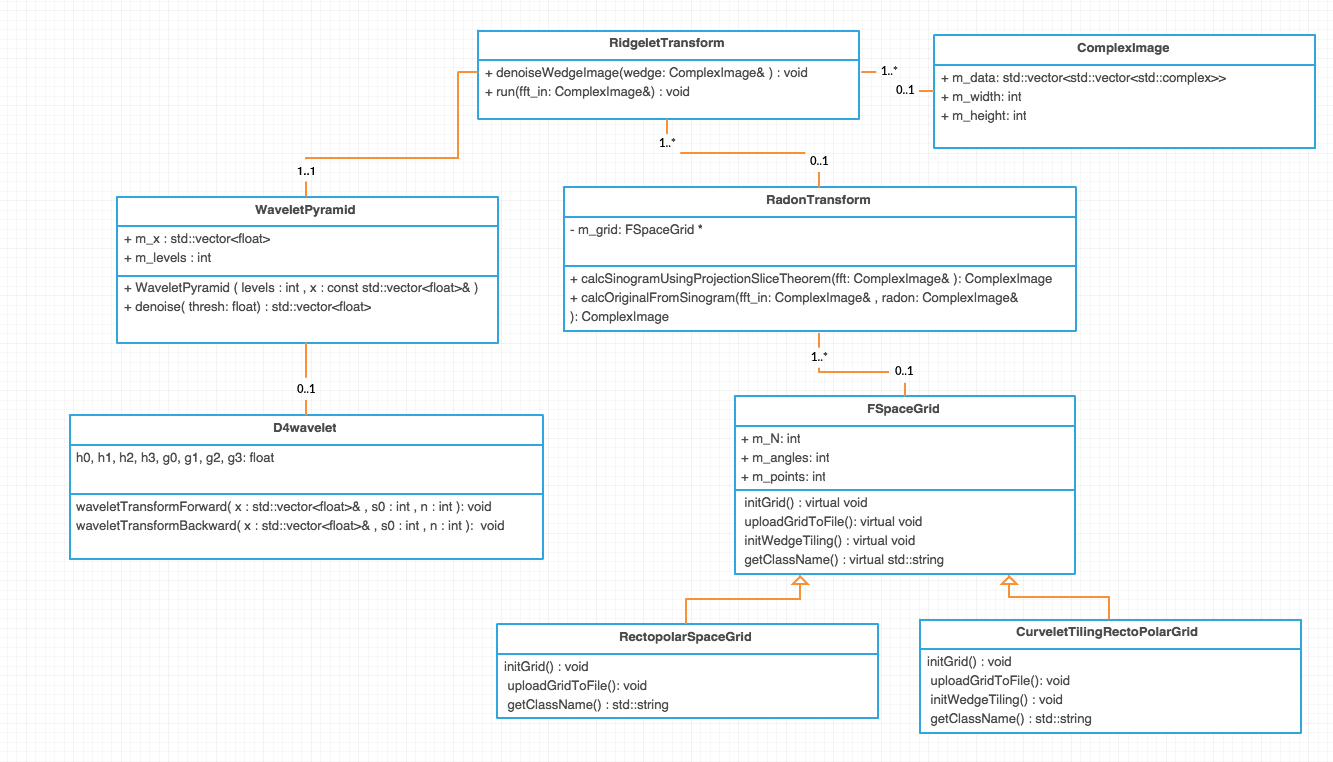 RidgeletTransform
+ denoiseWedgeImage(wedge: ComplexImage& ) : void
+ run(fft_in: ComplexImage&) : void
1..*
0..1
ComplexImage
+ m_data: std::vector<std::vector<std::complex>>
+ m_width: int
+ m_height: int
1..*
0..1
1..1
WaveletPyramid
+ m_x : std::vector<float>
+ m_levels : int
+ WaveletPyramid ( levels : int , x : const std::vector<float>& )
+ denoise( thresh: float) : std::vector<float>
RadonTransform
- m_grid: FSpaceGrid *
+ calcSinogramUsingProjectionSliceTheorem(fft: ComplexImage& ): ComplexImage
+ calcOriginalFromSinogram(fft_in: ComplexImage& , radon: ComplexImage&
): ComplexImage
0..1
D4wavelet
h0, h1, h2, h3, g0, g1, g2, g3: float
waveletTransformForward( x : std::vector<float>& , s0 : int , n : int ): void
waveletTransformBackward( x : std::vector<float>& , s0 : int , n : int ): void
1..*
0..1
FSpaceGrid
+ m_N: int
+ m_angles: int
+ m_points: int
initGrid() : virtual void
uploadGridToFile(): virtual void
initWedgeTiling() : virtual void
getClassName() : virtual std::string
RectopolarSpaceGrid
initGrid() : void
uploadGridToFile(): void
getClassName() : std::string
CurveletTilingRectoPolarGrid
initGrid() : void
uploadGridToFile(): void
initWedgeTiling() : void
getClassName() : std::string